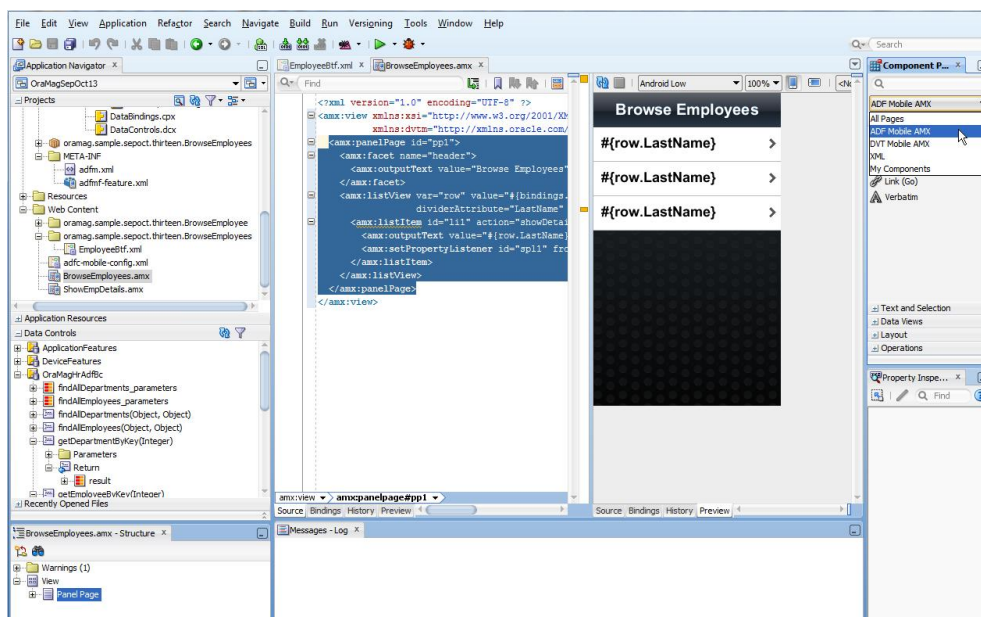 File Edit View Application Refactor Search Navigate Build Run Versioning Tools Window Help
Search
Application Navigator
OraMagSepOct13
Projects
DataBindings.cpx
DataControls.dcx
oramag.sample.sepoct.thirteen.BrowseEmployees
META-INF
adfm.xml
adfmf-feature.xml
Resources
Web Content
oramag.sample.sepoct.thirteen.BrowseEmployee
oramag.sample.sepoct.thirteen.BrowseEmployees
EmployeeBtf.xml
adfc-mobile-config.xml
BrowseEmployees.amx
ShowEmpDetails.amx
Application Resources
Data Controls
ApplicationFeatures
DeviceFeatures
OraMagHrAdfBc
findAllDepartments_parameters
findAllEmployees_parameters
findAllDepartments(Object, Object)
findAllEmployees(Object, Object)
getDepartmentByKey(Integer)
Parameters
Return
result
getEmployeeByKey(Integer)
Recently Opened Files
BrowseEmployees.amx - Structure
Warnings (1)
View
Panel Page
EmployeeBtf.xml BrowseEmployees.amx
Find
<?xml version="1.0" encoding="UTF-8" ?>
<amx:view xmlns:xsi="http://www.w3.org/2001/XM
xmlns:dvtm="http://xmlns.oracle.com/
<amx:panelPage id="pp1">
<amx:facet name="header">
<amx:outputText value="Browse Employees"
</amx:facet>
<amx:listView var="row" value="#{bindings.
dividerAttribute="LastName"
<amx:listItem id="li1" action="showDetai
<amx:outputText value="#{row.LastName}
<amx:setPropertyListener id="spl1" fro
</amx:listItem>
</amx:listView>
</amx:panelPage>
</amx:view>
amx:view amx:panelpage#pp1
Source Bindings History Preview
Android Low 100%
Browse Employees
#{row.LastName}
#{row.LastName}
#{row.LastName}
Source Bindings History Preview
Messages - Log
Component P...
ADF Mobile AMX
All Pages
ADF Mobile AMX
DVT Mobile AMX
XML
My Components
Link (Go)
Verbatim
Text and Selection
Data Views
Layout
Operations
Property Inspe...
Find